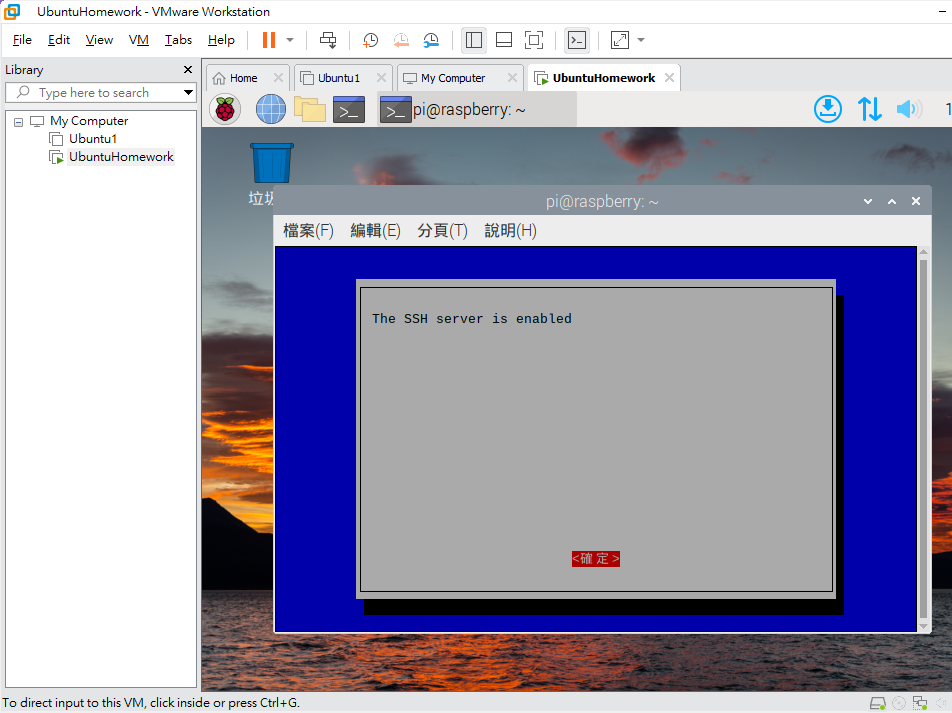 UbuntuHomework - VMware Workstation
File Edit View VM Tabs Help
Library
Home Ubuntu1 My Computer UbuntuHomework
Type here to search
pi@raspberry: ~
My Computer
Ubuntu1
UbuntuHomework
pi@raspberry: ~
檔案(F) 編輯(E) 分頁(T) 說明(H)
The SSH server is enabled
<確定>
To direct input to this VM, click inside or press Ctrl+G.